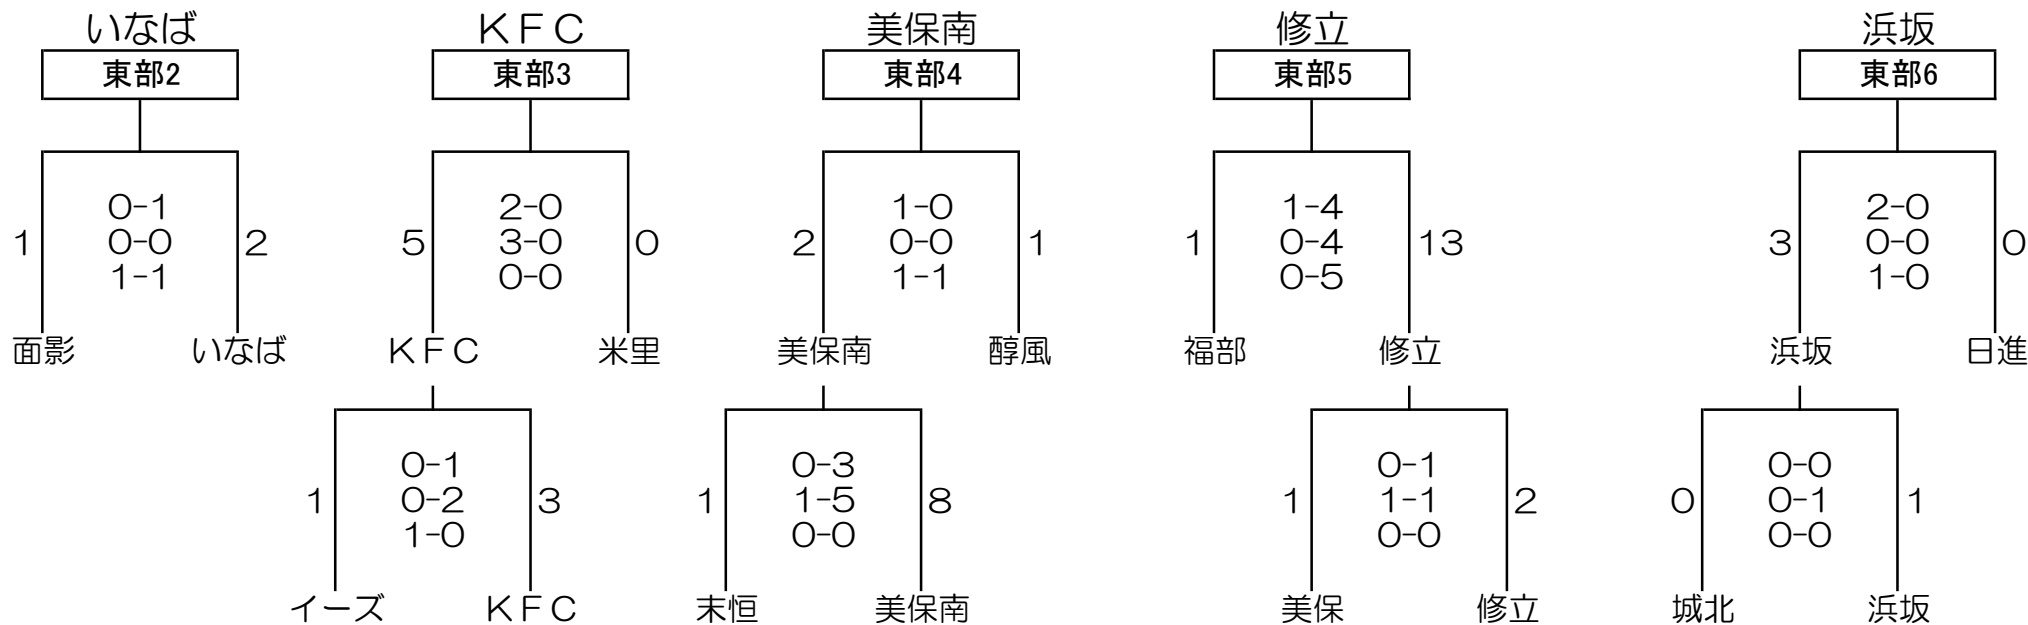 いなば ＫＦＣ 美保南 修立 浜坂
東部2 東部3 東部4 東部5 東部6
0-1 2-0 1-0 1-4 2-0
1 0-0 2 5 3-0 0 2 0-0 1 1 0-4 13 3 0-0 0
1-1 0-0 1-1 0-5 1-0
面影 いなば ＫＦＣ 米里 美保南 醇風 福部 修立 浜坂 日進
0-1 0-3 0-1 0-0
1 0-2 3 1 1-5 8 1 1-1 2 0 0-1 1
1-0 0-0 0-0 0-0
イーズ ＫＦＣ 末恒 美保南 美保 修立 城北 浜坂